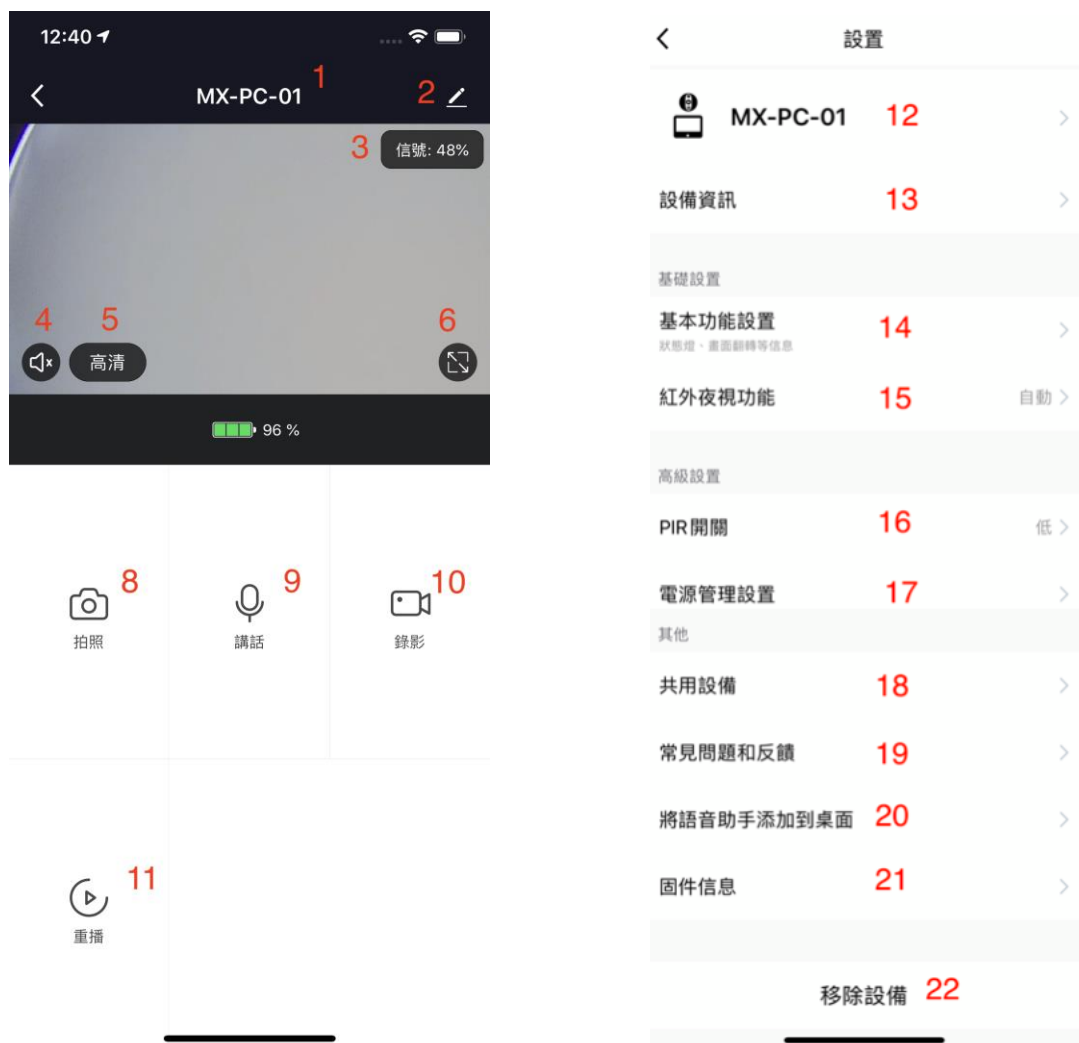 12:40
MX-PC-01 1
2
3 信號: 48%
4 5 6
高清
96 %
8 9 10
拍照 講話 錄影
11
重播
設置
MX-PC-01 12
設備資訊 13
基礎設置
基本功能設置 14
狀態燈、畫面翻轉等信息
紅外夜視功能 15 自動
高級設置
PIR開關 16 低
電源管理設置 17
其他
共用設備 18
常見問題和反饋 19
將語音助手添加到桌面 20
固件信息 21
移除設備 22